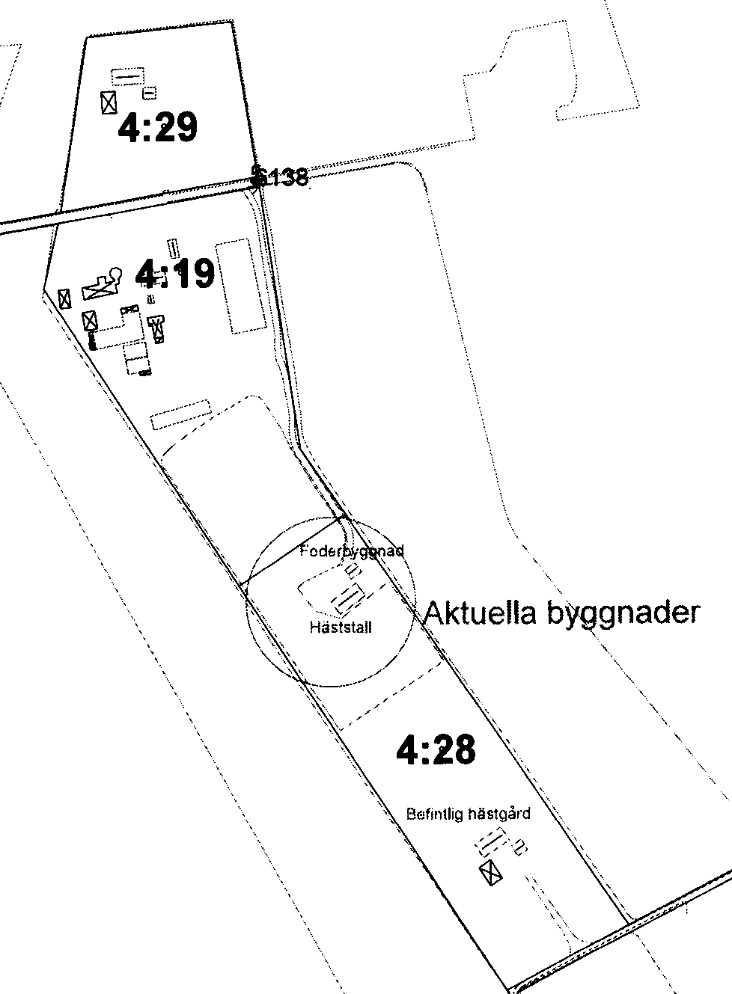 4:29
S138
4:19
Foderbyggnad
Häststall
Aktuella byggnader
4:28
Befintlig hästgård